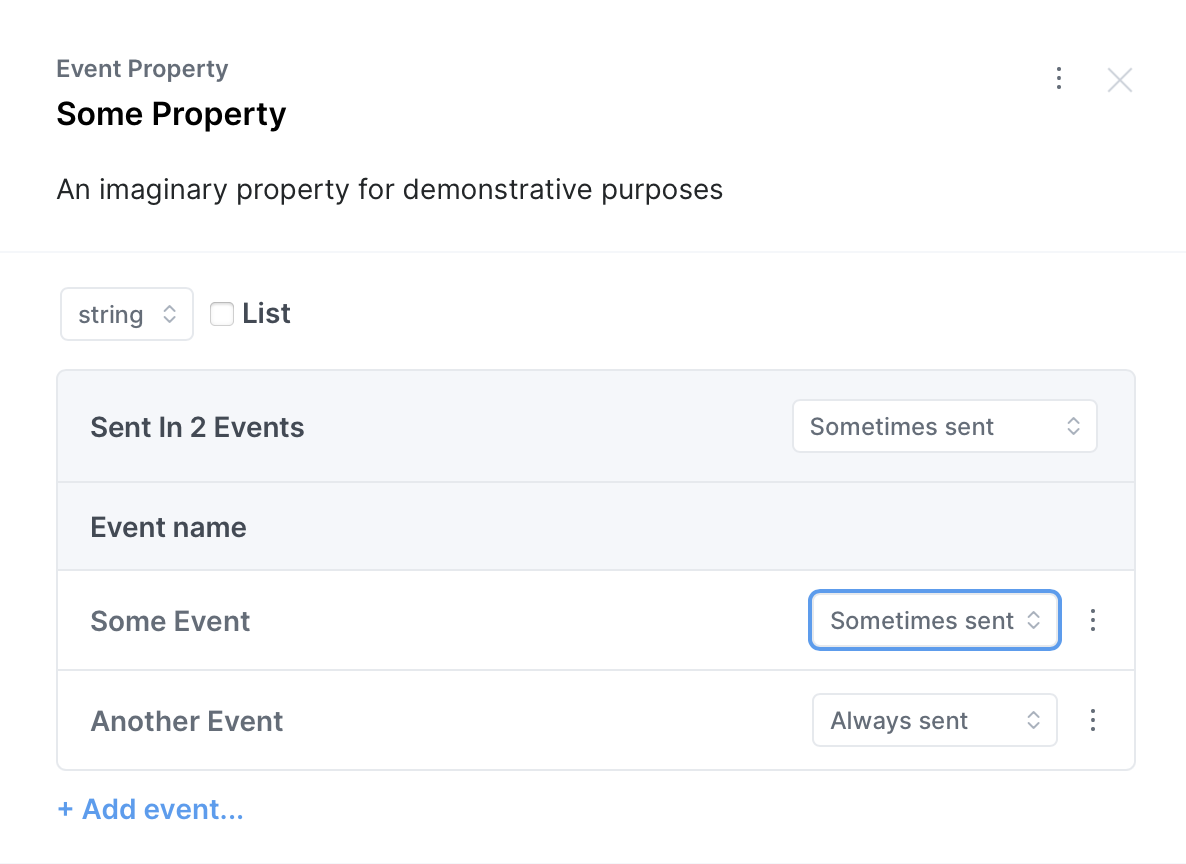 Event Property
Some Property
An imaginary property for demonstrative purposes
string List
Sent In 2 Events Sometimes sent
Event name
Some Event Sometimes sent
Another Event Always sent
+ Add event...